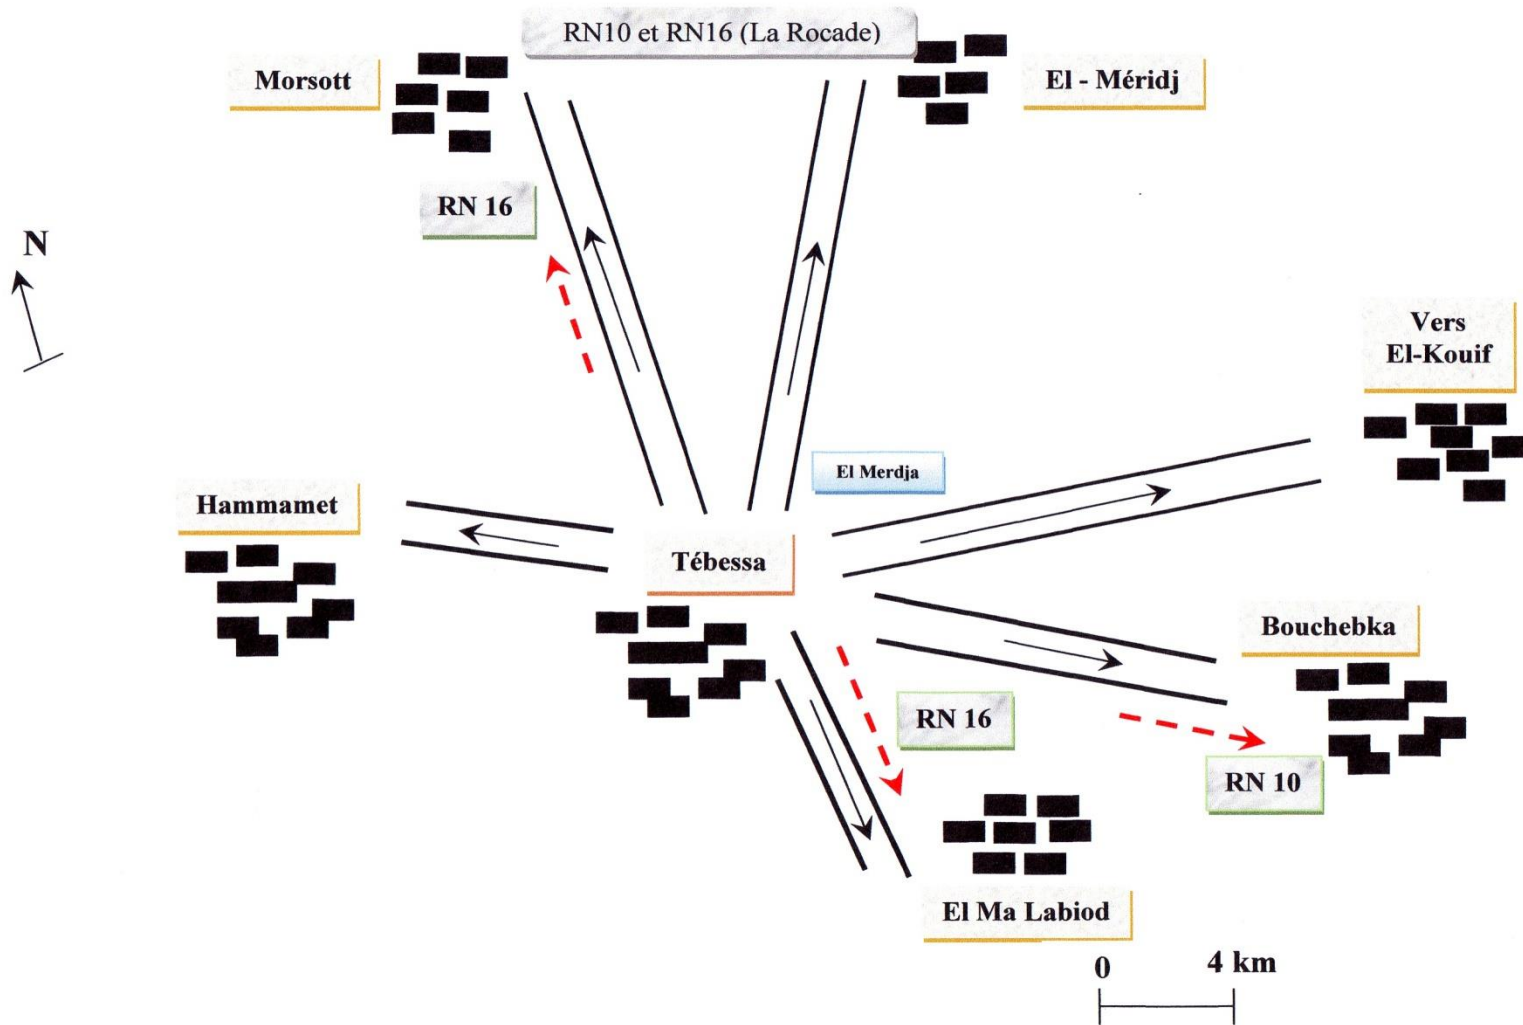 RN10 et RN16 (La Rocade)
Morsott
El - Méridj
RN 16
N
Vers
El-Kouif
El Merdja
Hammamet
Tébessa
Bouchebka
RN 16
RN 10
El Ma Labiod
0
4 km